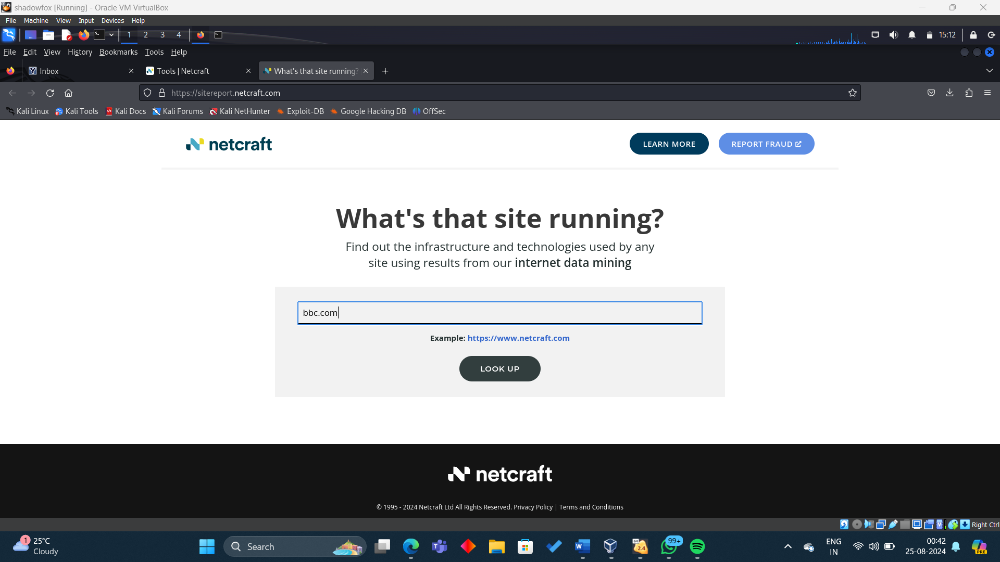 shadowfox [Running] - Oracle VM VirtualBox
File Machine View Input Devices Help
1 2 3 4
15:12
File Edit View History Bookmarks Tools Help
Inbox
Tools | Netcraft
What's that site running?
https://sitereport.netcraft.com
Kali Linux Kali Tools Kali Docs Kali Forums Kali NetHunter Exploit-DB Google Hacking DB OffSec
netcraft
LEARN MORE
REPORT FRAUD
What's that site running?
Find out the infrastructure and technologies used by any
site using results from our internet data mining
bbc.com
Example: https://www.netcraft.com
LOOK UP
netcraft
© 1995 - 2024 Netcraft Ltd All Rights Reserved. Privacy Policy | Terms and Conditions
Right Ctrl
1
25°C
Cloudy
Search
99+
ENG
IN
00:42
25-08-2024
PRE